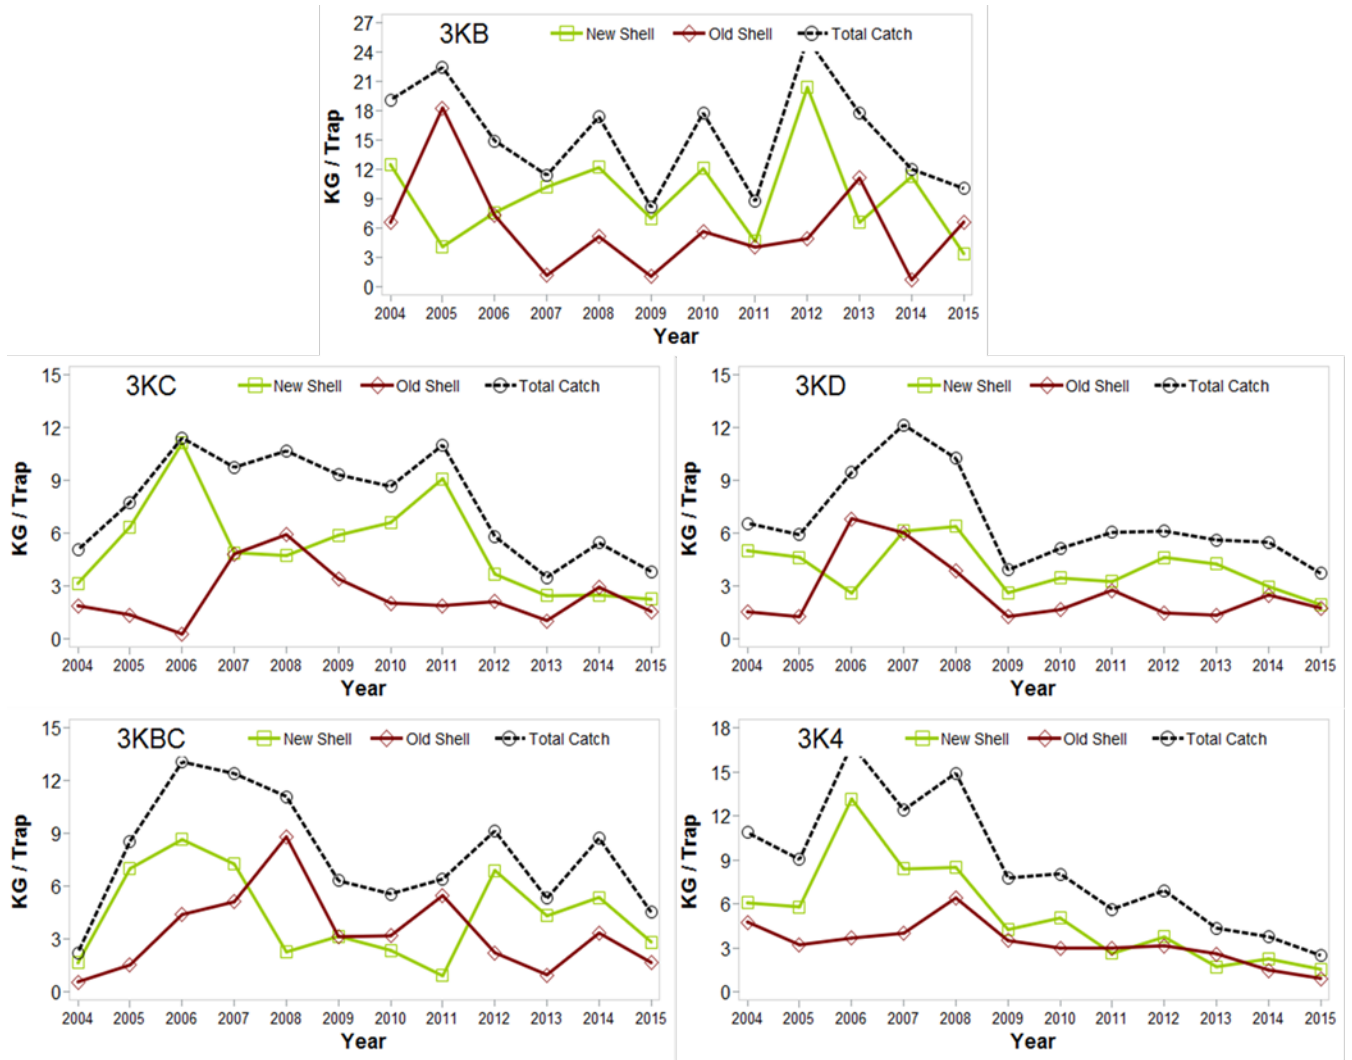 3KB New Shell Old Shell Total Catch
27
24
21
18
15
12
9
6
3
0
KG / Trap
2004 2005 2006 2007 2008 2009 2010 2011 2012 2013 2014 2015
Year
3KC New Shell Old Shell Total Catch
15
12
9
6
3
0
KG / Trap
2004 2005 2006 2007 2008 2009 2010 2011 2012 2013 2014 2015
Year
3KD New Shell Old Shell Total Catch
15
12
9
6
3
0
KG / Trap
2004 2005 2006 2007 2008 2009 2010 2011 2012 2013 2014 2015
Year
3KBC New Shell Old Shell Total Catch
15
12
9
6
3
0
KG / Trap
2004 2005 2006 2007 2008 2009 2010 2011 2012 2013 2014 2015
Year
3K4 New Shell Old Shell Total Catch
18
15
12
9
6
3
0
KG / Trap
2004 2005 2006 2007 2008 2009 2010 2011 2012 2013 2014 2015
Year